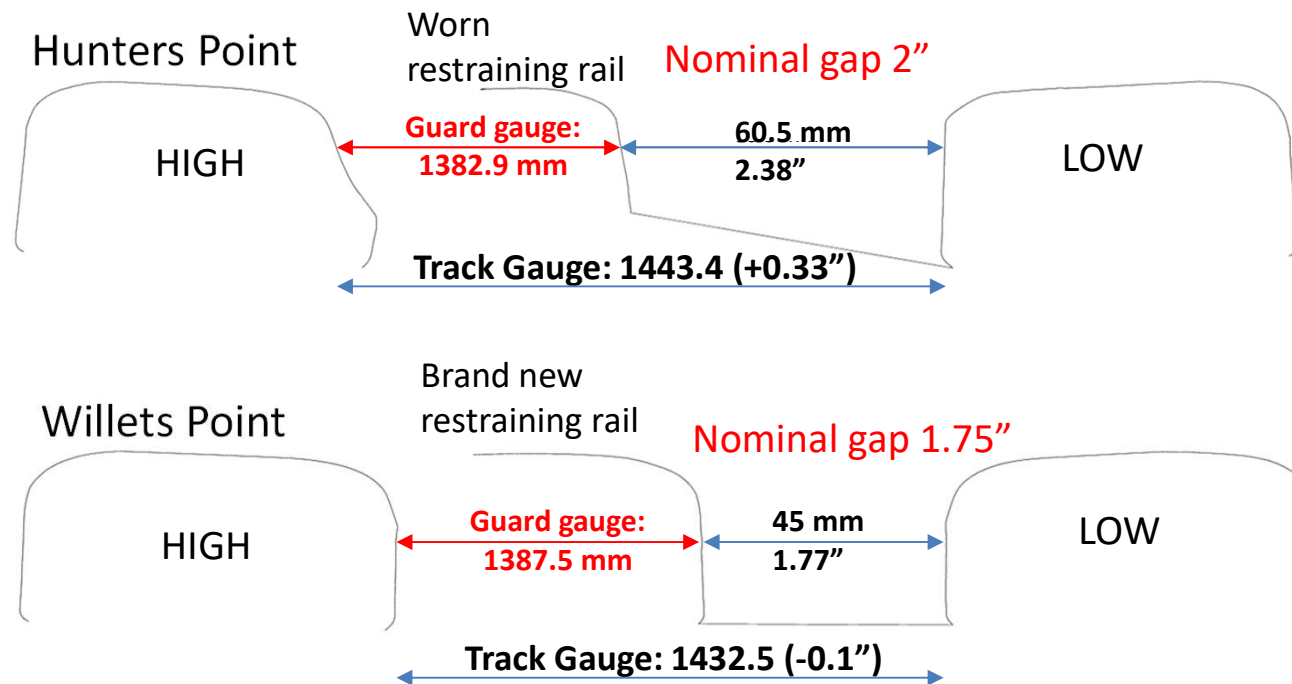 Hunters Point
Worn
restraining rail
Nominal gap 2”
HIGH
Guard gauge:
1382.9 mm
60.5 mm
2.38”
LOW
Track Gauge: 1443.4 (+0.33”)
Willets Point
Brand new
restraining rail
Nominal gap 1.75”
HIGH
Guard gauge:
1387.5 mm
45 mm
1.77”
LOW
Track Gauge: 1432.5 (-0.1”)